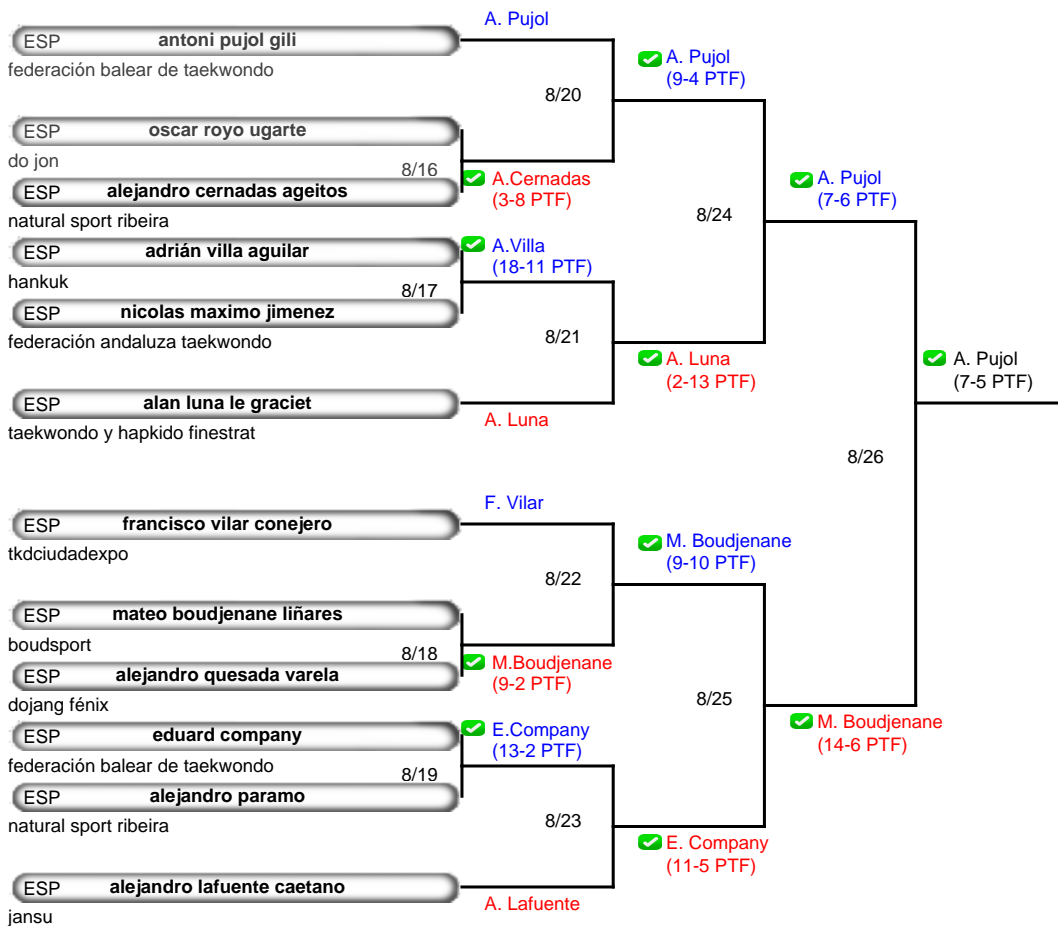 A. Pujol
ESP antoni pujol gili
federación balear de taekwondo
A. Pujol
(9-4 PTF)
8/20
ESP oscar royo ugarte
do jon
8/16
A.Cernadas
(3-8 PTF)
ESP alejandro cernadas ageitos
natural sport ribeira
A. Pujol
(7-6 PTF)
8/24
ESP adrián villa aguilar
hankuk
A.Villa
(18-11 PTF)
8/17
ESP nicolas maximo jimenez
federación andaluza taekwondo
8/21
A. Luna
(2-13 PTF)
A. Pujol
(7-5 PTF)
ESP alan luna le graciet
taekwondo y hapkido finestrat
A. Luna
8/26
F. Vilar
ESP francisco vilar conejero
tkdciudadexpo
M. Boudjenane
(9-10 PTF)
8/22
ESP mateo boudjenane liñares
boudsport
8/18
M.Boudjenane
(9-2 PTF)
ESP alejandro quesada varela
dojang fénix
8/25
M. Boudjenane
(14-6 PTF)
ESP eduard company
federación balear de taekwondo
E.Company
(13-2 PTF)
8/19
ESP alejandro paramo
natural sport ribeira
8/23
E. Company
(11-5 PTF)
ESP alejandro lafuente caetano
jansu
A. Lafuente